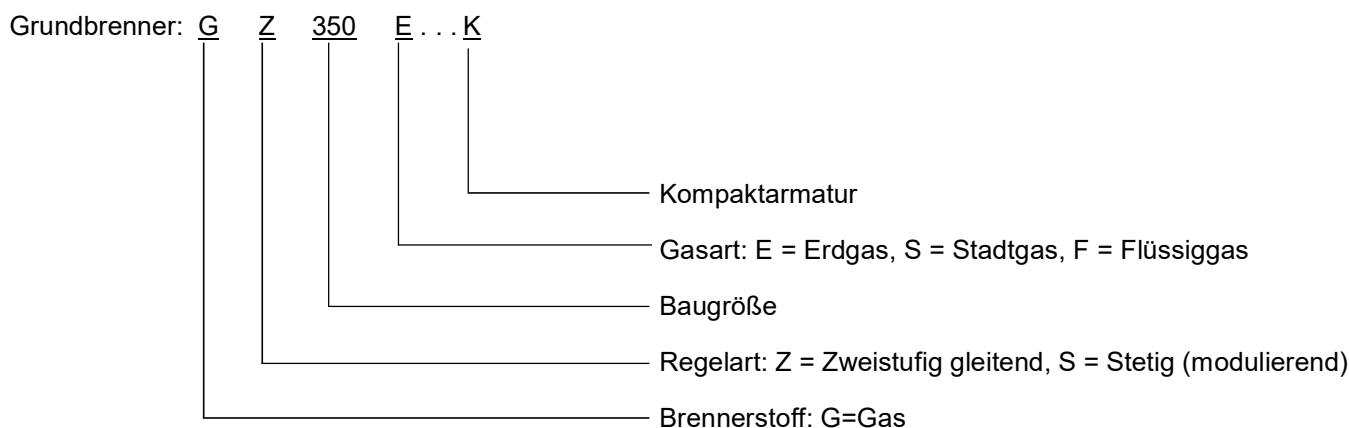 Grundbrenner: G Z 350 E . . . K
Kompaktarmatur
Gasart: E = Erdgas, S = Stadtgas, F = Flüssiggas
Baugröße
Regelart: Z = Zweistufig gleitend, S = Stetig (modulierend)
Brennerstoff: G=Gas